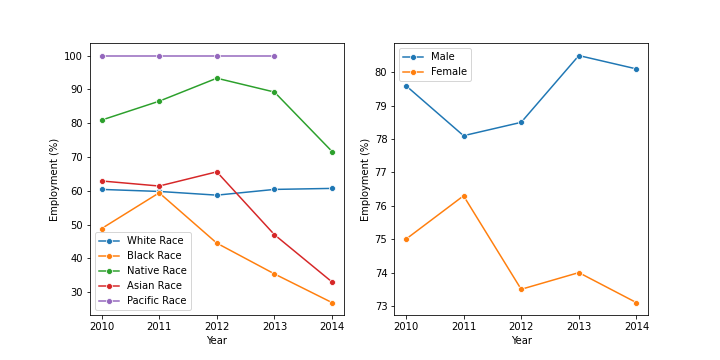 100
90
80
70
60
50
40
30
Employment (%)
White Race
Black Race
Native Race
Asian Race
Pacific Race
2010 2011 2012 2013 2014
Year
80
79
78
77
76
75
74
73
Employment (%)
Male
Female
2010 2011 2012 2013 2014
Year